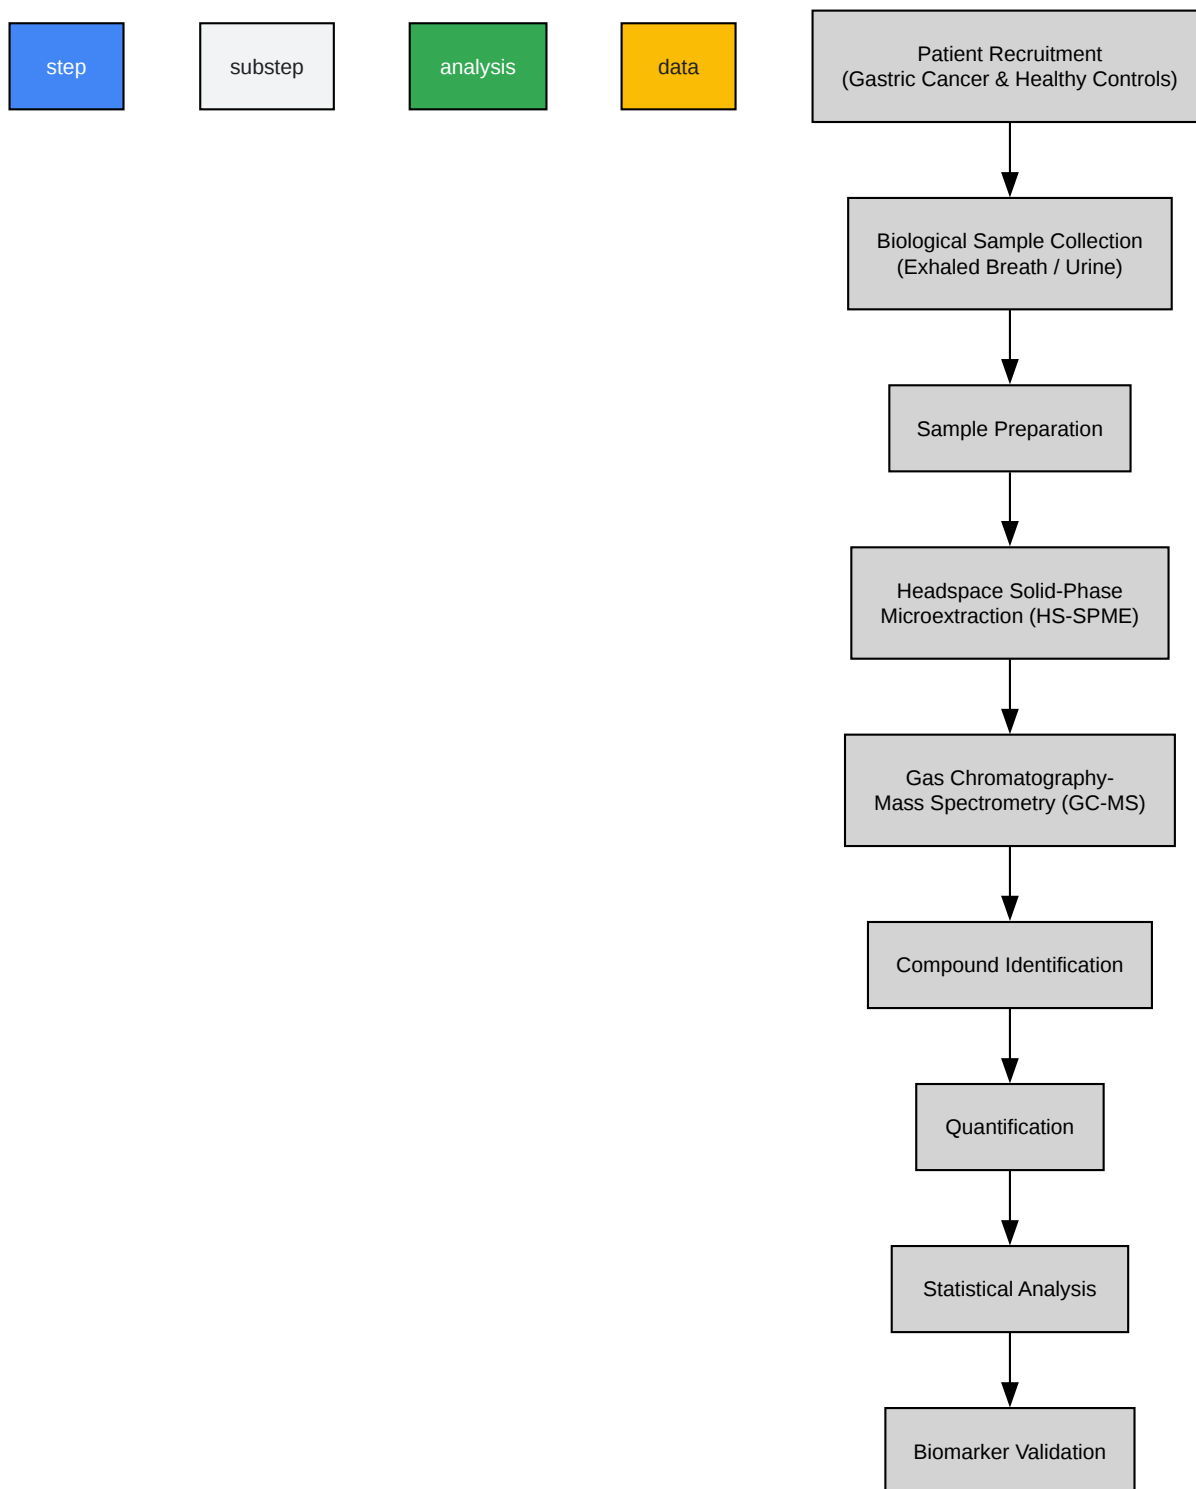 step
substep
analysis
data
Patient Recruitment
(Gastric Cancer & Healthy Controls)
Biological Sample Collection
(Exhaled Breath / Urine)
Sample Preparation
Headspace Solid-Phase
Microextraction (HS-SPME)
Gas Chromatography-
Mass Spectrometry (GC-MS)
Compound Identification
Quantification
Statistical Analysis
Biomarker Validation